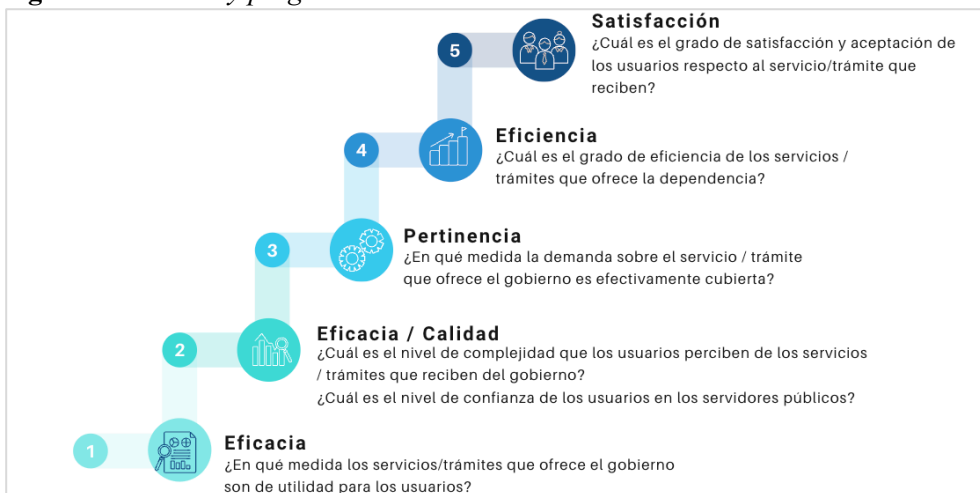 5
Satisfacción
¿Cuál es el grado de satisfacción y aceptación de
los usuarios respecto al servicio/trámite que
reciben?
4
Eficiencia
¿Cuál es el grado de eficiencia de los servicios /
trámites que ofrece la dependencia?
3
Pertinencia
¿En qué medida la demanda sobre el servicio / trámite
que ofrece el gobierno es efectivamente cubierta?
2
Eficacia / Calidad
¿Cuál es el nivel de complejidad que los usuarios perciben de los servicios
/ trámites que reciben del gobierno?
¿Cuál es el nivel de confianza de los usuarios en los servidores públicos?
1
Eficacia
¿En qué medida los servicios/trámites que ofrece el gobierno
son de utilidad para los usuarios?